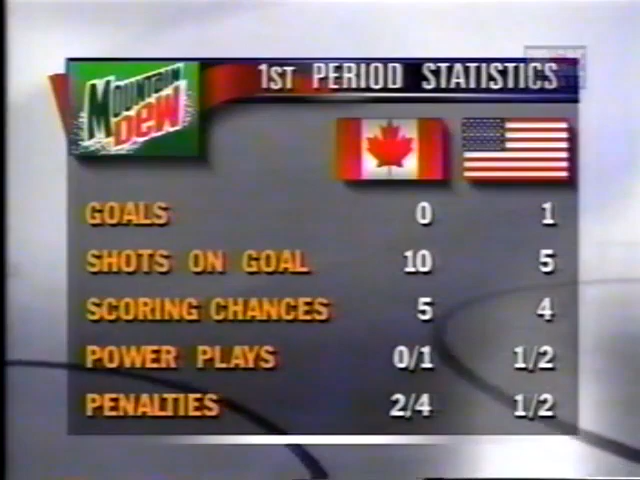 MOUNTAIN
DEW
1ST PERIOD STATISTICS
GOALS 0 1
SHOTS ON GOAL 10 5
SCORING CHANCES 5 4
POWER PLAYS 0/1 1/2
PENALTIES 2/4 1/2